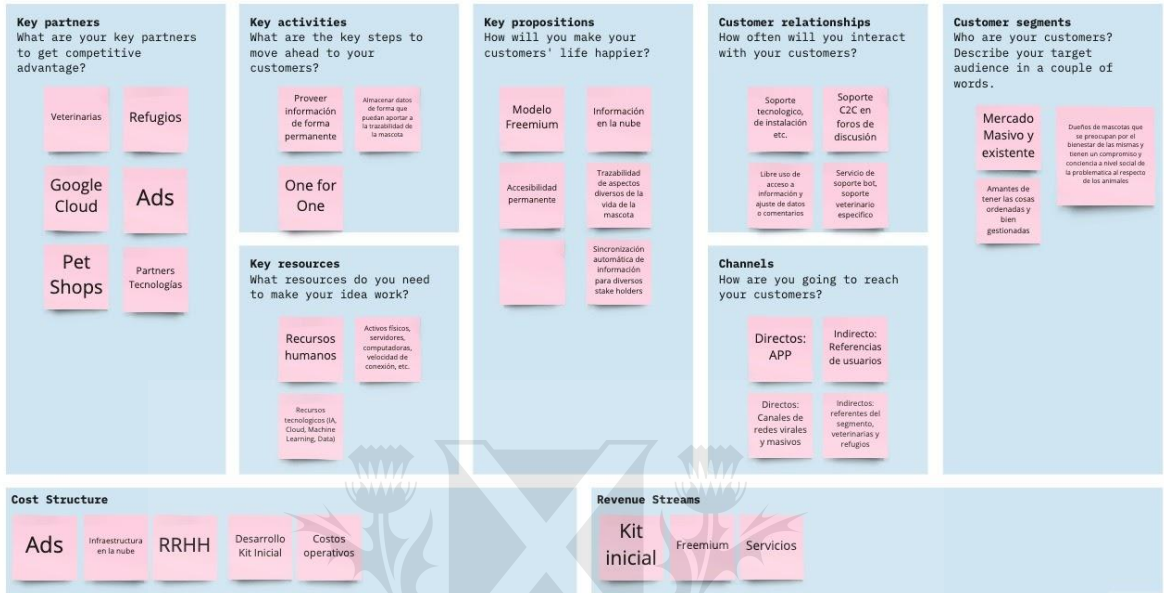 Key partners
What are your key partners
to get competitive
advantage?
Veterinarias
Refugios
Google
Cloud
Ads
Pet
Shops
Partners
Tecnologías
Key activities
What are the key steps to
move ahead to your
customers?
Proveer
información
de forma
permanente
Almacenar datos
de forma que
puedan aportar a
la trazabilidad de
la mascota
One for
One
Key resources
What resources do you need
to make your idea work?
Recursos
humanos
Activos físicos,
servidores,
computadoras,
velocidad de
conexión, etc.
Recursos
tecnologicos (IA,
Cloud, Machine
Learning, Data)
Key propositions
How will you make your
customers' life happier?
Modelo
Freemium
Información
en la nube
Accesibilidad
permanente
Trazabilidad
de aspectos
diversos de la
vida de la
mascota
Sincronización
automática de
información
para diversos
stake holders
Customer relationships
How often will you interact
with your customers?
Soporte
tecnologico,
de instalación
etc.
Soporte
C2C en
foros de
discusión
Libre uso de
acceso a
información y
ajuste de datos
o comentarios
Servicio de
soporte bot,
soporte
veterinario
especifico
Channels
How are you going to reach
your customers?
Directos:
APP
Indirecto:
Referencias
de usuarios
Directos:
Canales de
redes virales
y masivos
Indirectos:
referentes del
segmento,
veterinarias y
refugios
Customer segments
Who are your customers?
Describe your target
audience in a couple of
words.
Mercado
Masivo y
existente
Dueños de mascotas que
se preocupan por el
bienestar de las mismas y
tienen un compromiso y
conciencia a nivel social de
la problematica al respecto
de los animales
Amantes de
tener las cosas
ordenadas y
bien
gestionadas
Cost Structure
Ads
Infraestructura
en la nube
RRHH
Desarrollo
Kit Inicial
Costos
operativos
Revenue Streams
Kit
inicial
Freemium
Servicios